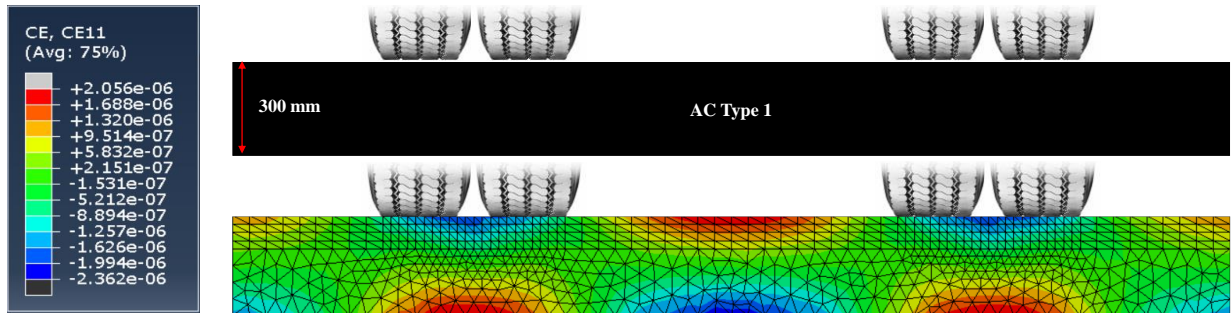 CE, CE11
(Avg: 75%)
+2.056e-06
+1.688e-06
+1.320e-06
+9.514e-07
+5.832e-07
+2.151e-07
-1.531e-07
-5.212e-07
-8.894e-07
-1.257e-06
-1.626e-06
-1.994e-06
-2.362e-06
300 mm
AC Type 1